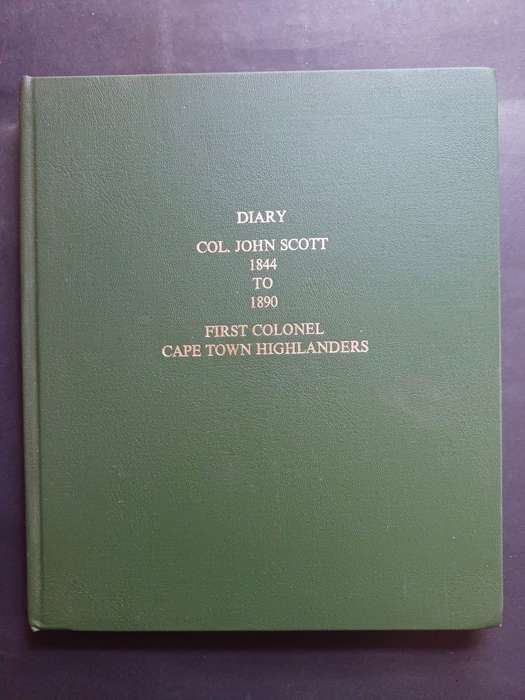 DIARY
COL. JOHN SCOTT
1844
TO
1890
FIRST COLONEL
CAPE TOWN HIGHLANDERS